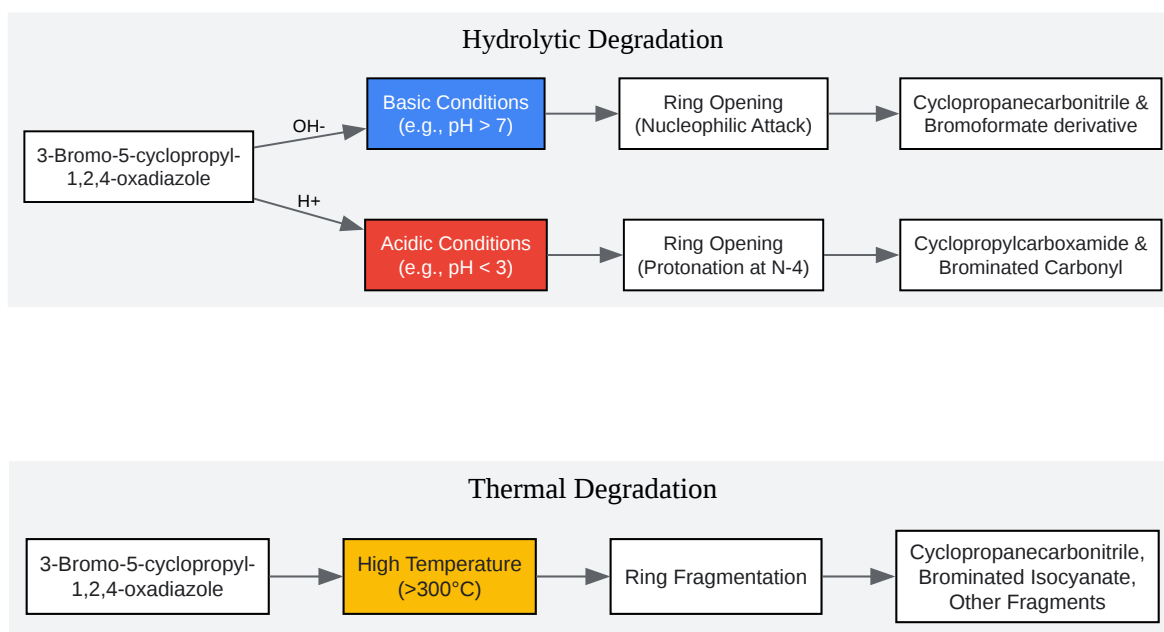 Hydrolytic Degradation
3-Bromo-5-cyclopropyl-
1,2,4-oxadiazole
OH-
Basic Conditions
(e.g., pH > 7)
Ring Opening
(Nucleophilic Attack)
Cyclopropanecarbonitrile &
Bromoformate derivative
H+
Acidic Conditions
(e.g., pH < 3)
Ring Opening
(Protonation at N-4)
Cyclopropylcarboxamide &
Brominated Carbonyl
Thermal Degradation
3-Bromo-5-cyclopropyl-
1,2,4-oxadiazole
High Temperature
(>300°C)
Ring Fragmentation
Cyclopropanecarbonitrile,
Brominated Isocyanate,
Other Fragments